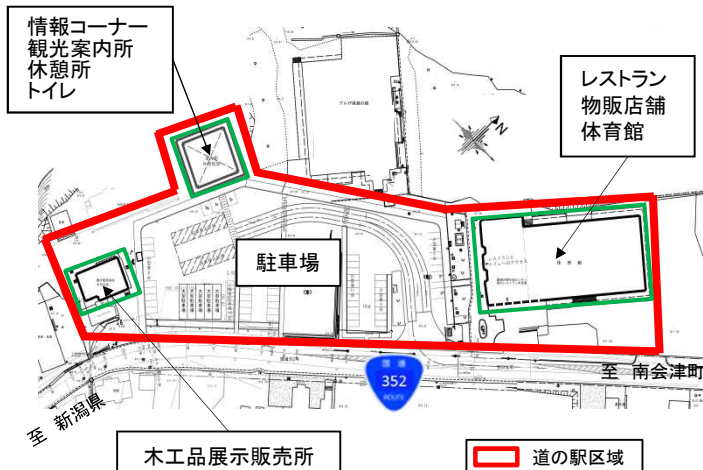 情報コーナー
観光案内所
休憩所
トイレ
レストラン
物販店舗
体育館
N
駐車場
国道
352
ROUTE
至 南会津町
至 新潟県
木工品展示販売所
道の駅区域